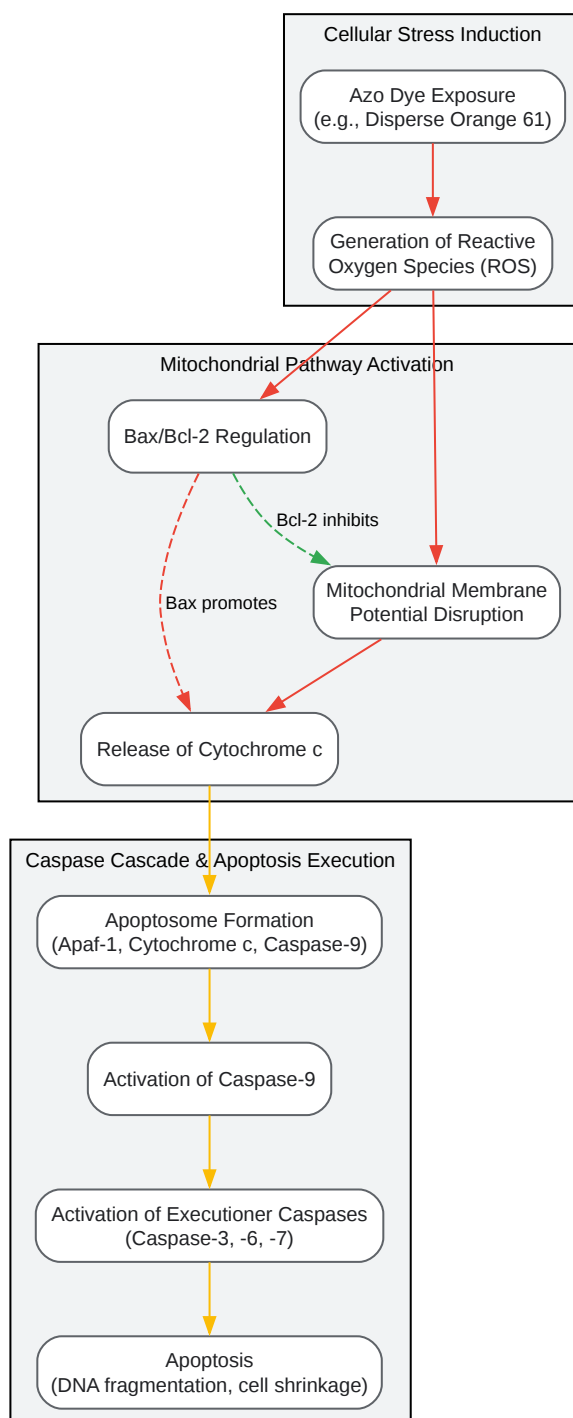 Cellular Stress Induction
Azo Dye Exposure
(e.g., Disperse Orange 61)
Generation of Reactive
Oxygen Species (ROS)
Mitochondrial Pathway Activation
Bax/Bcl-2 Regulation
Bcl-2 inhibits
Mitochondrial Membrane
Potential Disruption
Bax promotes
Release of Cytochrome c
Caspase Cascade & Apoptosis Execution
Apoptosome Formation
(Apaf-1, Cytochrome c, Caspase-9)
Activation of Caspase-9
Activation of Executioner Caspases
(Caspase-3, -6, -7)
Apoptosis
(DNA fragmentation, cell shrinkage)